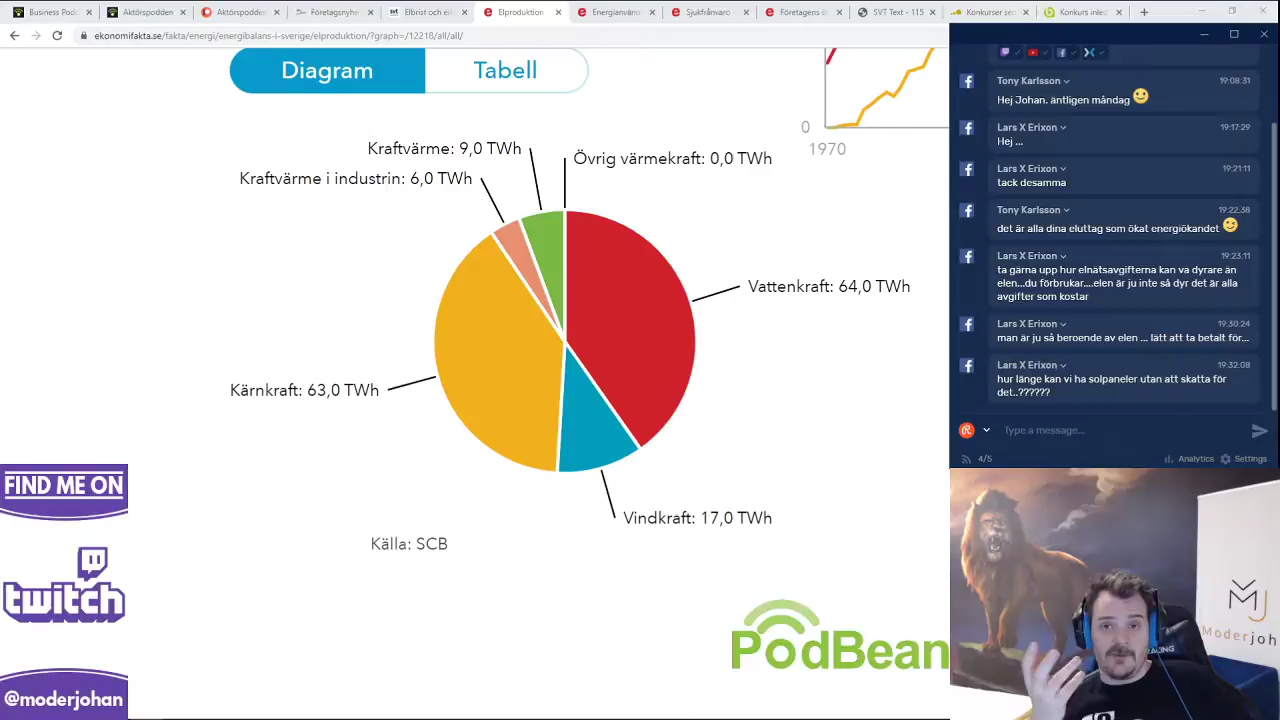 Business Podc
Aktörspodden
Aktörspodden
Företagsnyhe
Elbrist och elr
Elproduktion
Energianvänd
Sjukfrånvaro
Företagens el
SVT Text - 115
Konkurser.se
Konkurs inled
ekonomifakta.se/fakta/energi/energibalans-i-sverige/elproduktion/?graph=/12218/all/all/
Diagram
Tabell
0
1970
Kraftvärme: 9,0 TWh
Övrig värmekraft: 0,0 TWh
Kraftvärme i industrin: 6,0 TWh
Vattenkraft: 64,0 TWh
Kärnkraft: 63,0 TWh
Vindkraft: 17,0 TWh
Källa: SCB
FIND ME ON
twitch
@moderjohan
PodBean
Tony Karlsson
19:08:31
Hej Johan. äntligen måndag
Lars X Erixon
19:17:29
Hej ...
Lars X Erixon
19:21:11
tack desamma
Tony Karlsson
19:22:38
det är alla dina eluttag som ökat energiökandet
Lars X Erixon
19:23:11
ta gärna upp hur elnätsavgifterna kan va dyrare än
elen...du förbrukar....elen är ju inte så dyr det är alla
avgifter som kostar
Lars X Erixon
19:30:24
man är ju så beroende av elen ... lätt att ta betalt för...
Lars X Erixon
19:32:08
hur länge kan vi ha solpaneler utan att skatta för
det..??????
Type a message...
4/5
Analytics
Settings
MJ
Moderjoh
RACING